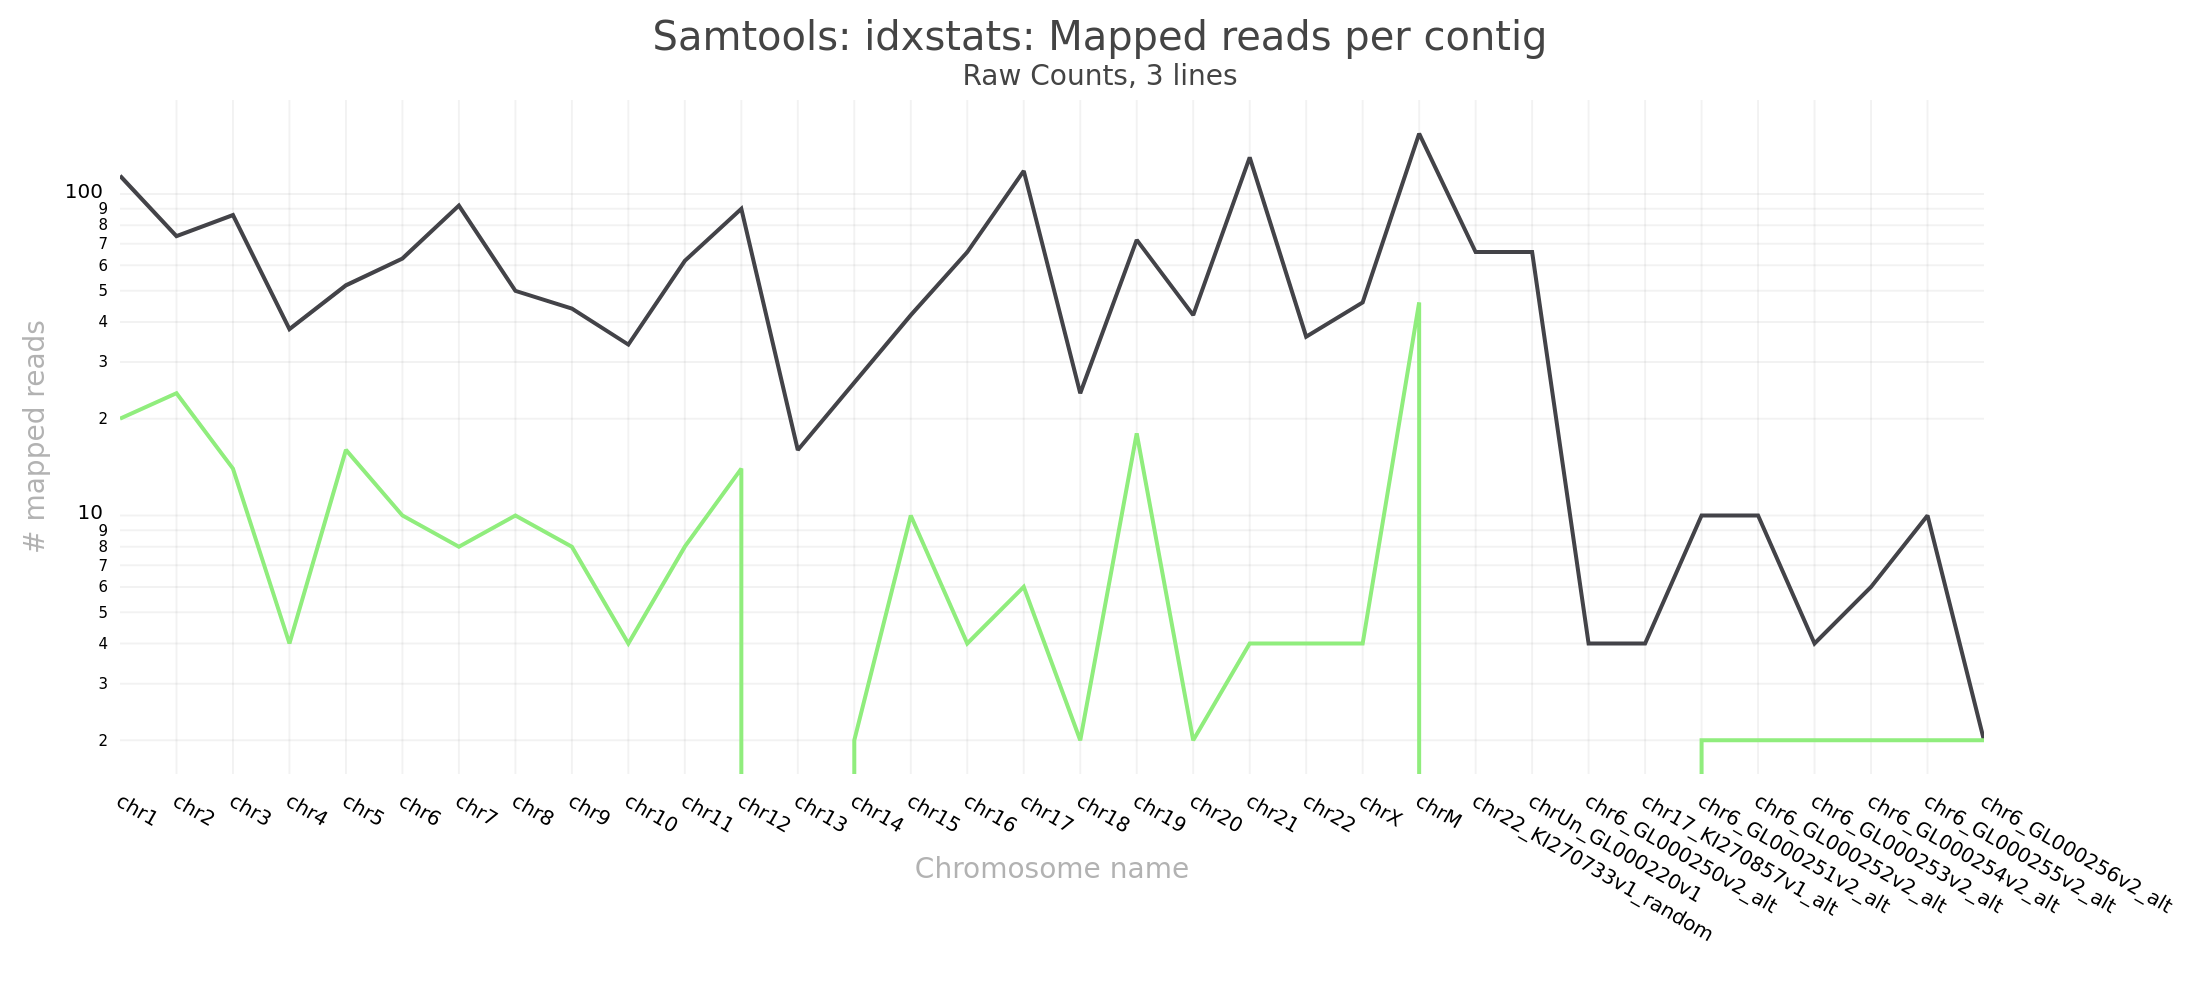 Samtools: idxstats: Mapped reads per contig
Raw Counts, 3 lines
# mapped reads
100
9
8
7
6
5
4
3
2
10
9
8
7
6
5
4
3
2
chr1
chr2
chr3
chr4
chr5
chr6
chr7
chr8
chr9
chr10
chr11
chr12
chr13
chr14
chr15
chr16
chr17
chr18
chr19
chr20
chr21
chr22
chrX
chrM
chr22_KI270733v1_random
chrUn_GL000220v1
chr6_GL000250v2_alt
chr17_KI270857v1_alt
chr6_GL000251v2_alt
chr6_GL000252v2_alt
chr6_GL000253v2_alt
chr6_GL000254v2_alt
chr6_GL000255v2_alt
chr6_GL000256v2_alt
Chromosome name